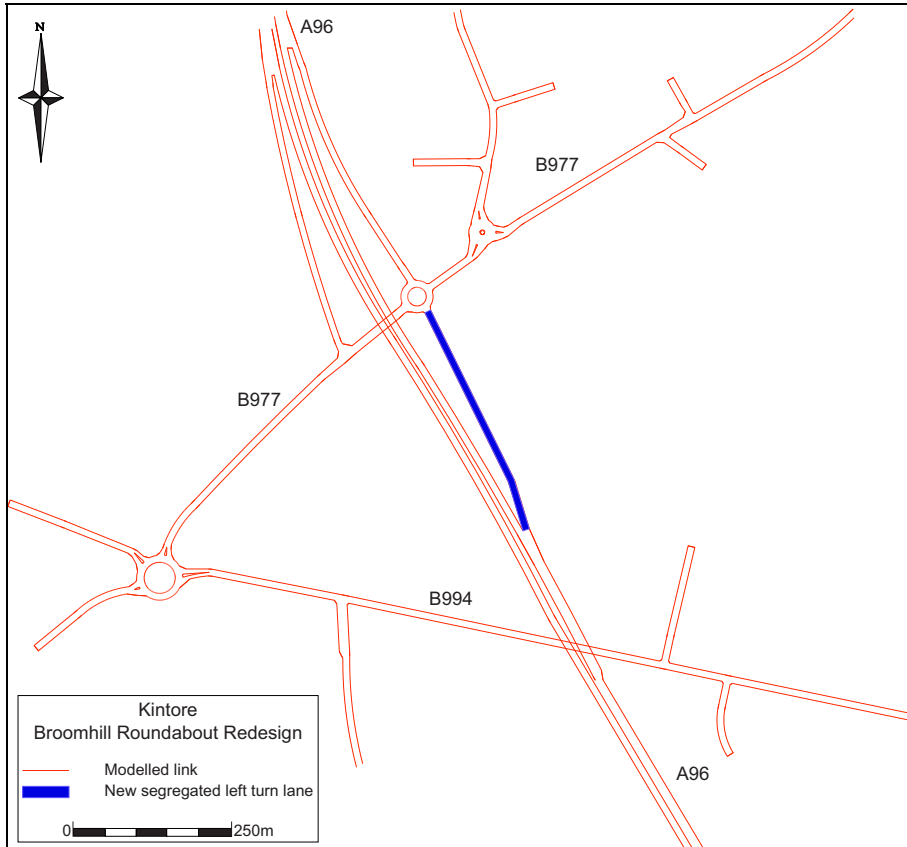 N
A96
B977
B977
B994
A96
Kintore
Broomhill Roundabout Redesign
Modelled link
New segregated left turn lane
0 250m